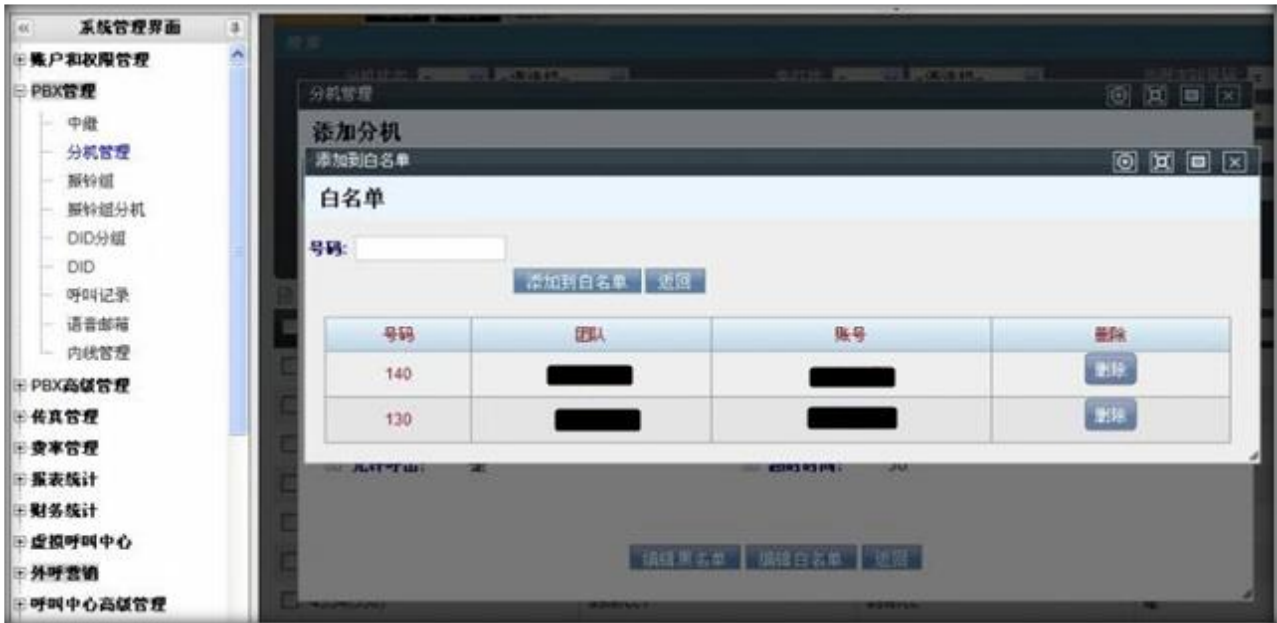 系统管理界面
账户和权限管理
PBX管理
中继
分机管理
振铃组
振铃组分机
DID分组
DID
呼叫记录
语音邮箱
内线管理
PBX高级管理
传真管理
费率管理
报表统计
财务统计
虚拟呼叫中心
外呼营销
呼叫中心高级管理
分机管理
添加分机
添加到白名单
白名单
号码:
添加到白名单 返回
号码 团队 账号 删除
140 删除
130 删除
编辑黑名单 编辑白名单 返回